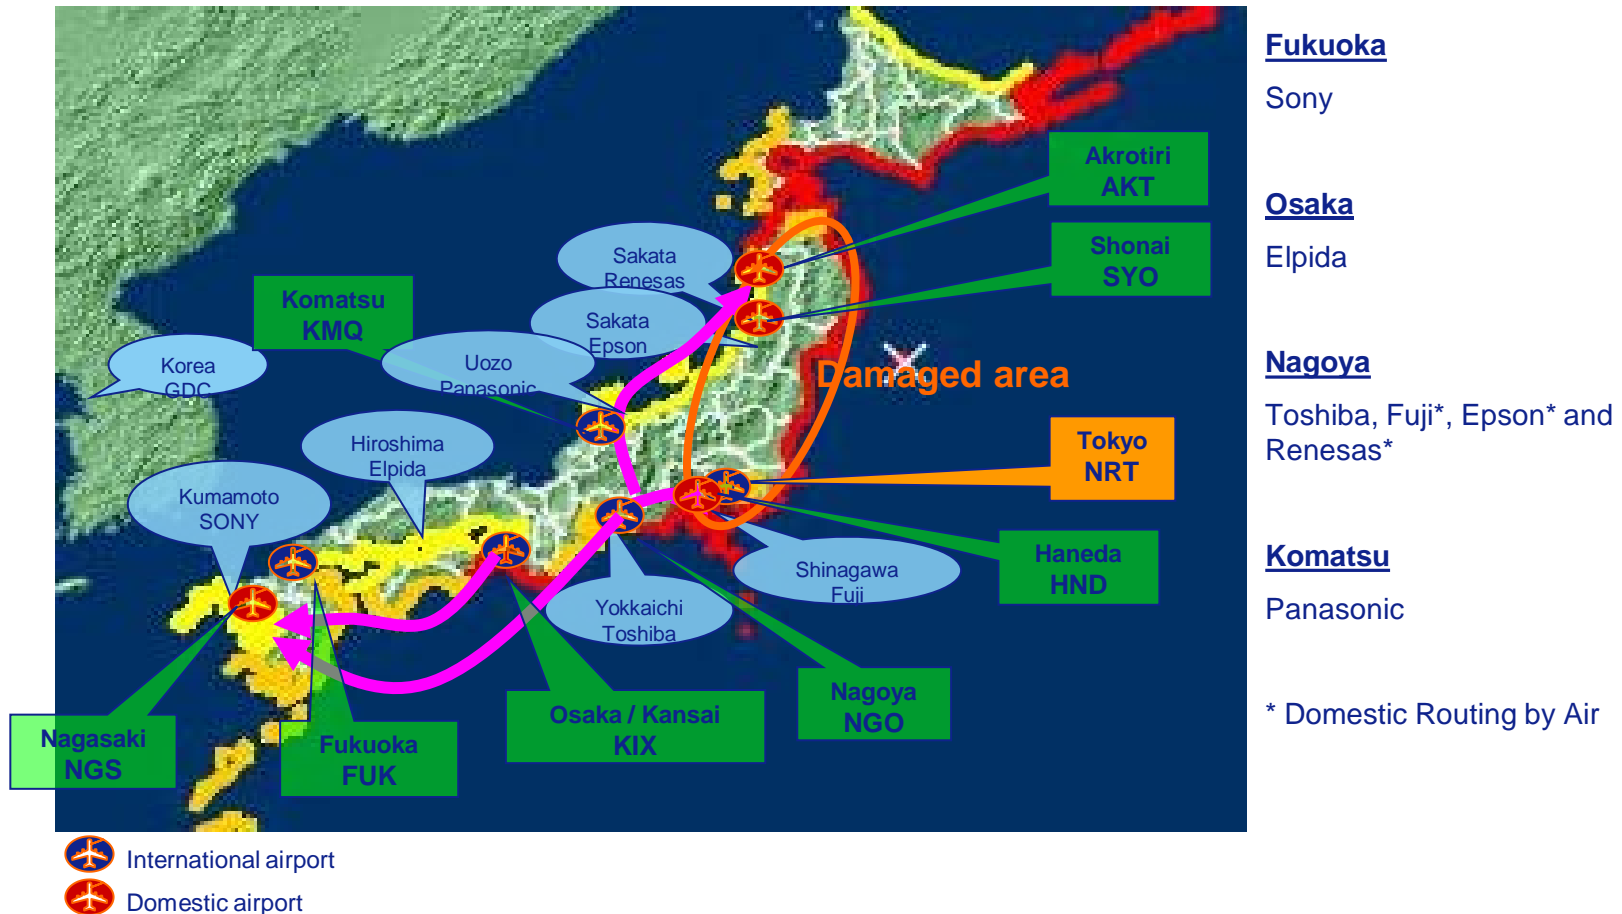 Fukuoka
Sony
Osaka
Elpida
Nagoya
Toshiba, Fuji*, Epson* and
Renesas*
Komatsu
Panasonic
* Domestic Routing by Air
Akrotiri
AKT
Shonai
SYO
Sakata
Renesas
Komatsu
KMQ
Sakata
Epson
Uozo
Panasonic
Korea
GDC
Damaged area
Hiroshima
Elpida
Tokyo
NRT
Kumamoto
SONY
Haneda
HND
Shinagawa
Fuji
Yokkaichi
Toshiba
Nagoya
NGO
Osaka / Kansai
KIX
Nagasaki
NGS
Fukuoka
FUK
International airport
Domestic airport